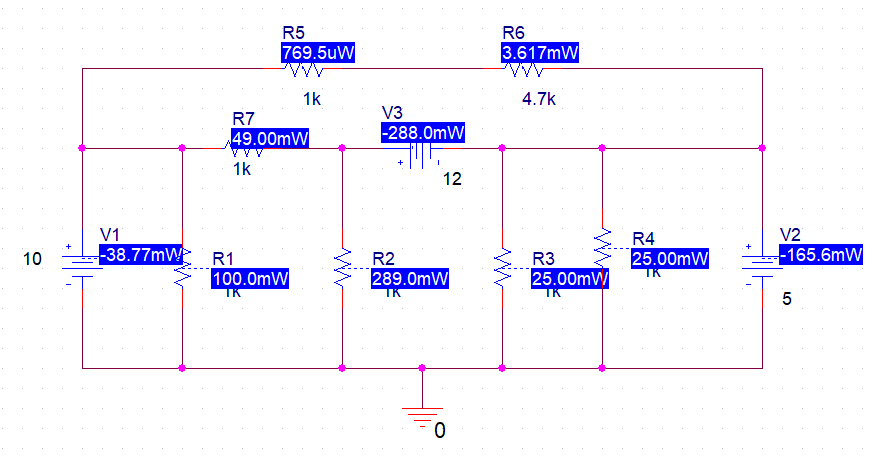 R5
769.5uW
1k
R6
3.617mW
4.7k
R7
49.00mW
1k
V3
-288.0mW
+
-
12
10
+
-
V1
-38.77mW
R1
100.0mW
1k
R2
289.0mW
1k
R3
25.00mW
1k
R4
25.00mW
1k
+
-
V2
-165.6mW
5
0